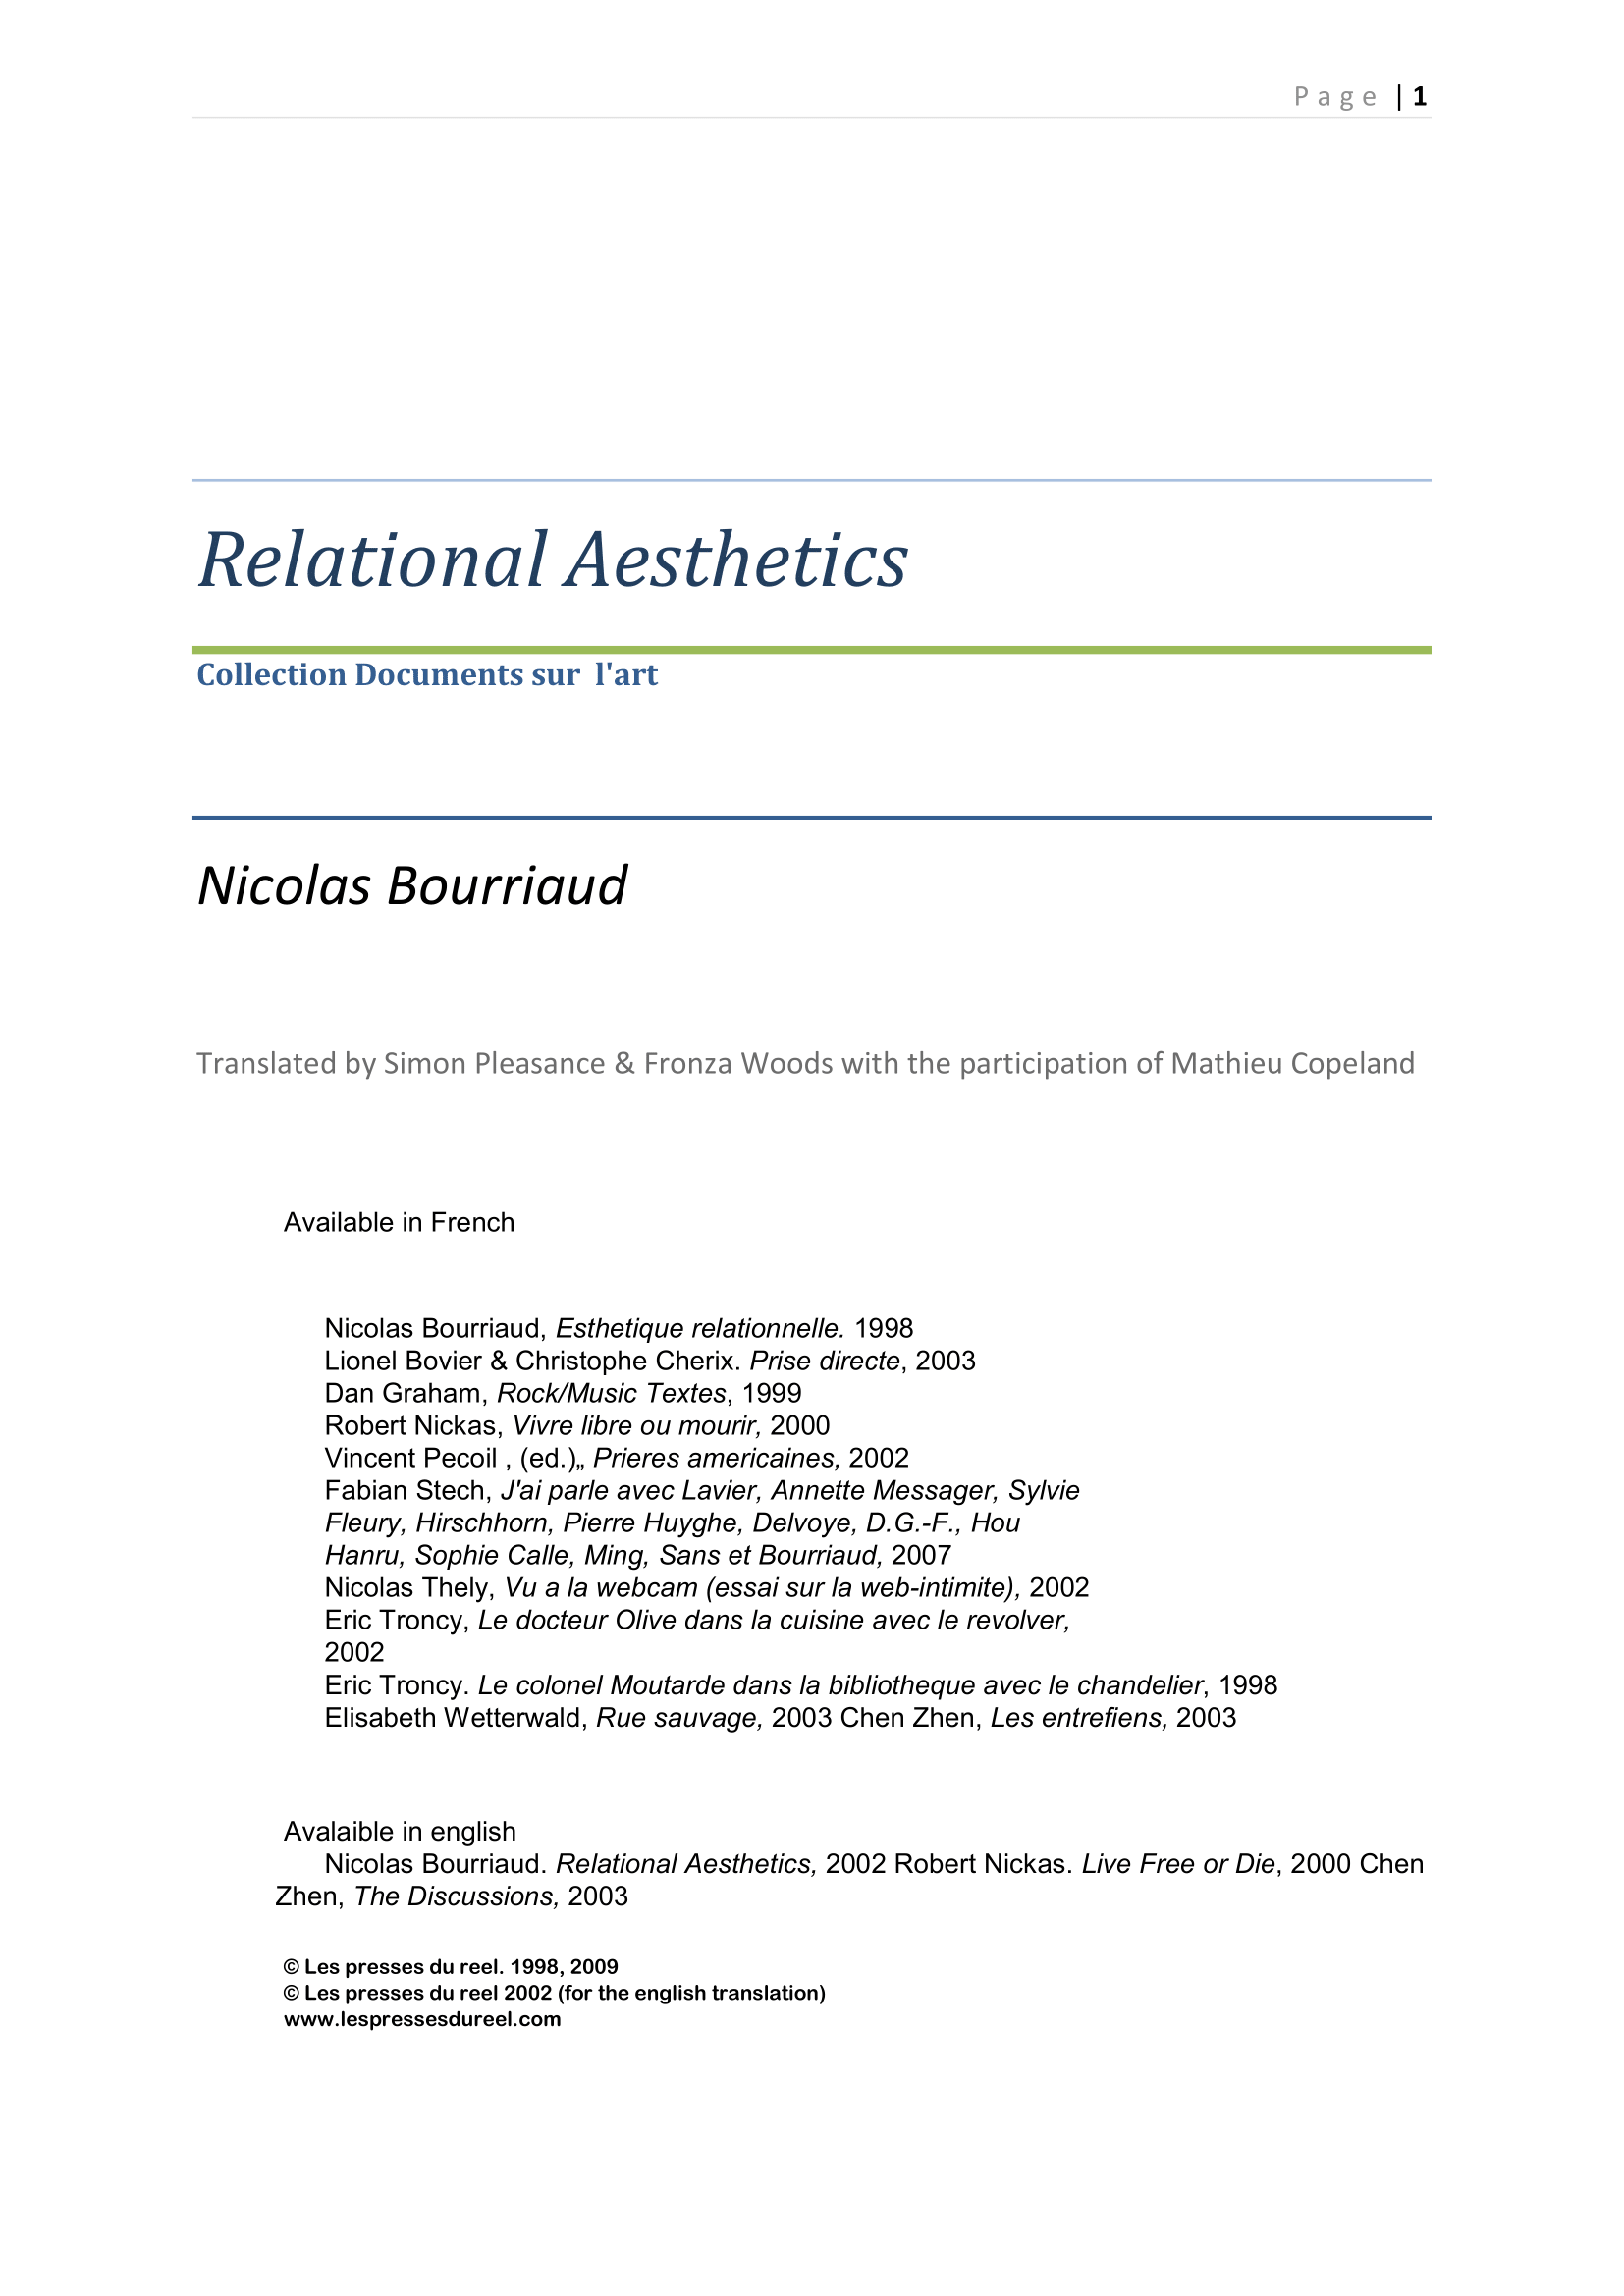 Page | 1
Relational Aesthetics
Collection Documents sur l'art
Nicolas Bourriaud
Translated by Simon Pleasance & Fronza Woods with the participation of Mathieu Copeland
Available in French
Nicolas Bourriaud, Esthetique relationnelle. 1998
Lionel Bovier & Christophe Cherix. Prise directe, 2003
Dan Graham, Rock/Music Textes, 1999
Robert Nickas, Vivre libre ou mourir, 2000
Vincent Pecoil , (ed.)„ Prieres americaines, 2002
Fabian Stech, J'ai parle avec Lavier, Annette Messager, Sylvie
Fleury, Hirschhorn, Pierre Huyghe, Delvoye, D.G.-F., Hou
Hanru, Sophie Calle, Ming, Sans et Bourriaud, 2007
Nicolas Thely, Vu a la webcam (essai sur la web-intimite), 2002
Eric Troncy, Le docteur Olive dans la cuisine avec le revolver,
2002
Eric Troncy. Le colonel Moutarde dans la bibliotheque avec le chandelier, 1998
Elisabeth Wetterwald, Rue sauvage, 2003 Chen Zhen, Les entrefiens, 2003
Avalaible in english
Nicolas Bourriaud. Relational Aesthetics, 2002 Robert Nickas. Live Free or Die, 2000 Chen
Zhen, The Discussions, 2003
© Les presses du reel. 1998, 2009
© Les presses du reel 2002 (for the english translation)
www.lespressesdureel.com